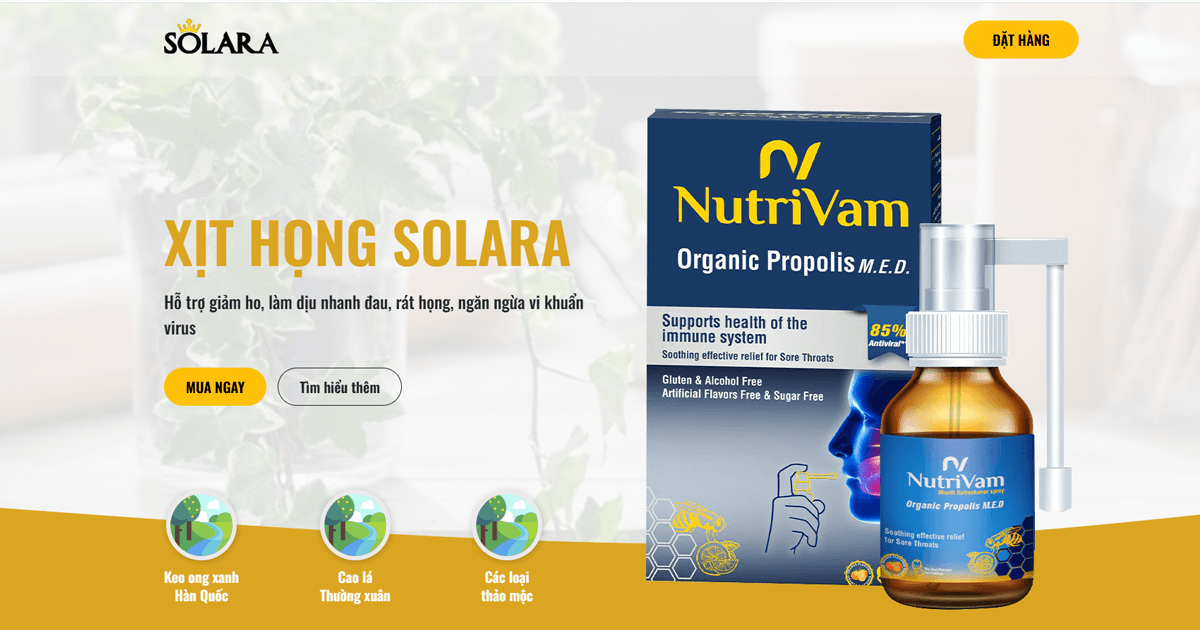 SOLARA
ĐẶT HÀNG
XỊT HỌNG SOLARA
Hỗ trợ giảm ho, làm dịu nhanh đau, rát họng, ngăn ngừa vi khuẩn
virus
MUA NGAY
Tìm hiểu thêm
Keo ong xanh
Hàn Quốc
Cao lá
Thường xuân
Các loại
thảo mộc
NutriVam
Organic Propolis M.E.D.
Supports health of the
immune system
Soothing effective relief for Sore Throats
85%
Antiviral**
Gluten & Alcohol Free
Artificial Flavors Free & Sugar Free
NutriVam
Mouth Refreshener spray
Organic Propolis M.E.D
Soothing effective relief
for Sore Throats